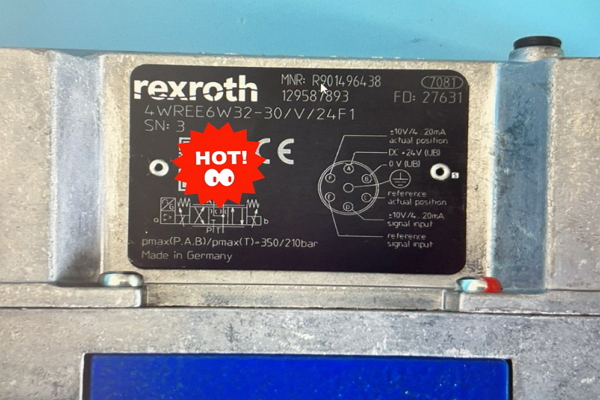 rexroth
MNR: R901496438
7081
129587893
FD: 27631
4WREE6W32-30/V/24F1
SN: 3
HOT!
CE
±10V/4...20mA
actual position
DC +24V (UB)
0 V (UB)
reference
actual position
±10V/4...20mA
signal input
reference
signal input
A
B
F
E
C
D
a
b
P T
pmax(P,A,B)/pmax(T)=350/210bar
Made in Germany